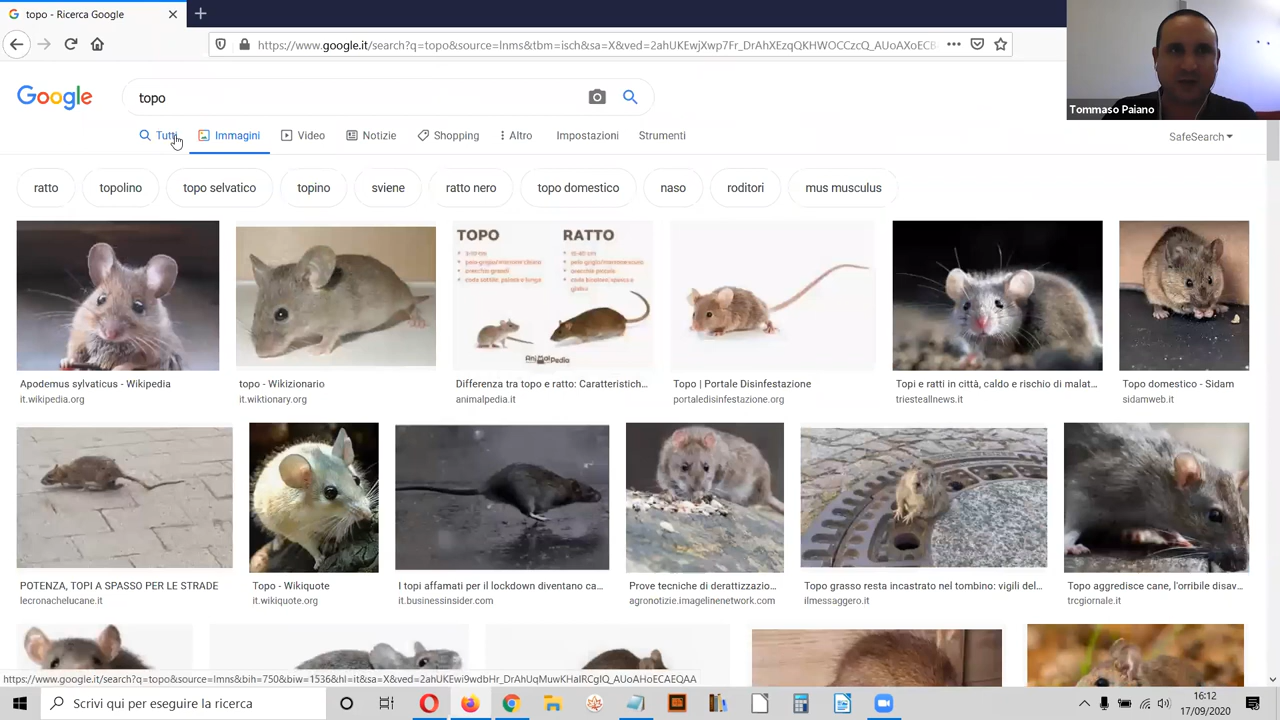 topo - Ricerca Google
https://www.google.it/search?q=topo&source=lnms&tbm=isch&sa=X&ved=2ahUKEwjXwp7Fr_DrAhXEzqQKHWOCCzcQ_AUoAXoECB
Tommaso Paiano
Google
topo
Tutti
Immagini
Video
Notizie
Shopping
Altro
Impostazioni
Strumenti
SafeSearch
ratto
topolino
topo selvatico
topino
sviene
ratto nero
topo domestico
naso
roditori
mus musculus
TOPO
RATTO
AnimalPedia
Apodemus sylvaticus - Wikipedia
it.wikipedia.org
topo - Wikizionario
it.wiktionary.org
Differenza tra topo e ratto: Caratteristich...
animalpedia.it
Topo | Portale Disinfestazione
portaledisinfestazione.org
Topi e ratti in città, caldo e rischio di malat...
triesteallnews.it
Topo domestico - Sidam
sidamweb.it
POTENZA, TOPI A SPASSO PER LE STRADE
lecronachelucane.it
Topo - Wikiquote
it.wikiquote.org
I topi affamati per il lockdown diventano ca...
it.businessinsider.com
Prove tecniche di derattizzazio...
agronotizie.imagelinenetwork.com
Topo grasso resta incastrato nel tombino: vigili del...
ilmessaggero.it
Topo aggredisce cane, l'orribile disav...
trcgiornale.it
https://www.google.it/search?q=topo&source=lnms&bih=750&biw=1536&hl=it&sa=X&ved=2ahUKEwi9wdbHr_DrAhUqMuwKHaIRCgIQ_AUoAHoECAEQAA
Scrivi qui per eseguire la ricerca
16:12
17/09/2020